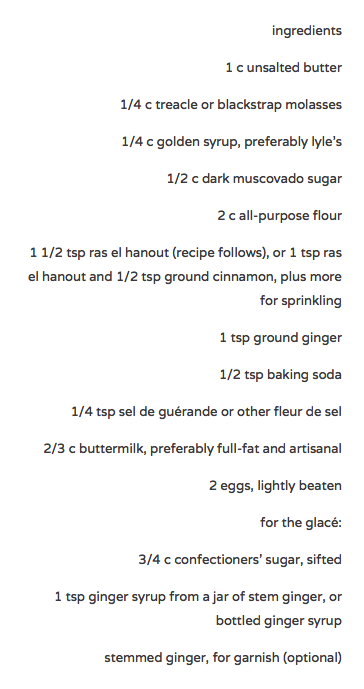 ingredients
1 c unsalted butter
1/4 c treacle or blackstrap molasses
1/4 c golden syrup, preferably lyle's
1/2 c dark muscovado sugar
2 c all-purpose flour
1 1/2 tsp ras el hanout (recipe follows), or 1 tsp ras
el hanout and 1/2 tsp ground cinnamon, plus more
for sprinkling
1 tsp ground ginger
1/2 tsp baking soda
1/4 tsp sel de guérande or other fleur de sel
2/3 c buttermilk, preferably full-fat and artisanal
2 eggs, lightly beaten
for the glacé:
3/4 c confectioners' sugar, sifted
1 tsp ginger syrup from a jar of stem ginger, or
bottled ginger syrup
stemmed ginger, for garnish (optional)